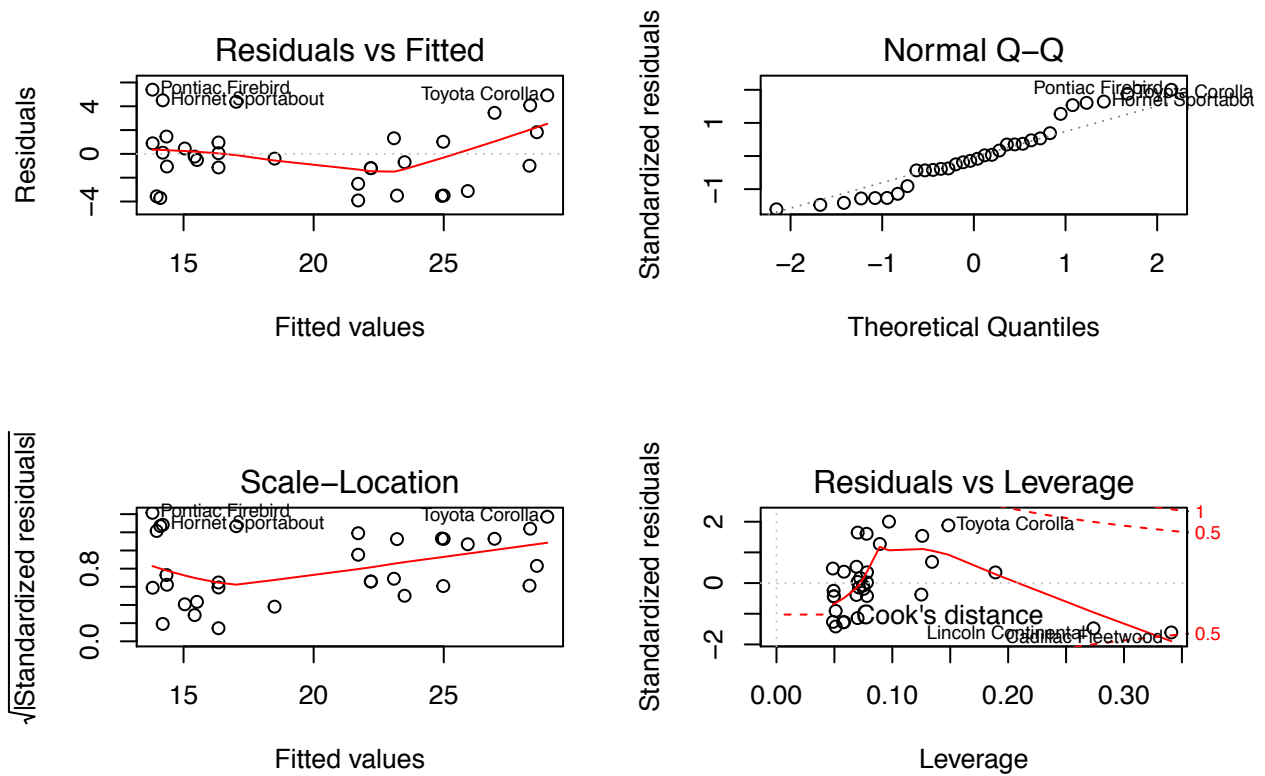 Residuals vs Fitted
Residuals
4
0
−4
Pontiac Firebird
Hornet Sportabout
Toyota Corolla
15
20
25
Fitted values
Normal Q−Q
Standardized residuals
1
−1
Pontiac Firebird
Toyota Corolla
Hornet Sportabout
−2
−1
0
1
2
Theoretical Quantiles
Scale−Location
√|Standardized residuals|
0.8
0.0
Pontiac Firebird
Hornet Sportabout
Toyota Corolla
15
20
25
Fitted values
Residuals vs Leverage
Standardized residuals
2
0
−2
Toyota Corolla
Cook's distance
Lincoln Continental
Cadillac Fleetwood
1
0.5
0.5
0.00
0.10
0.20
0.30
Leverage